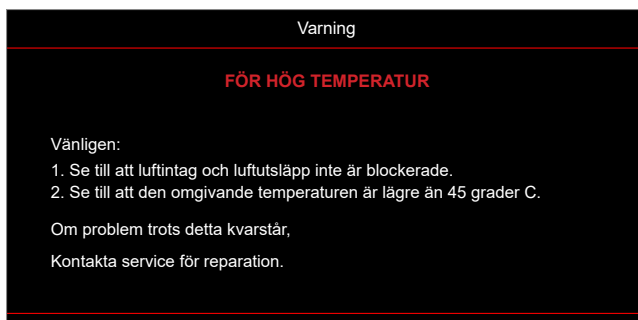 Varning
FÖR HÖG TEMPERATUR
Vänligen:
1. Se till att luftintag och luftutsläpp inte är blockerade.
2. Se till att den omgivande temperaturen är lägre än 45 grader C.
Om problem trots detta kvarstår,
Kontakta service för reparation.